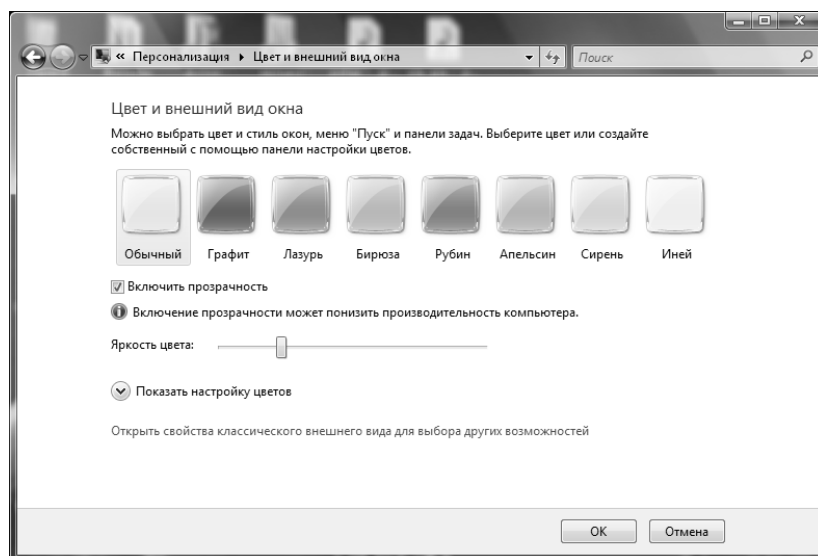 « Персонализация ▸ Цвет и внешний вид окна
Поиск
Цвет и внешний вид окна
Можно выбрать цвет и стиль окон, меню "Пуск" и панели задач. Выберите цвет или создайте
собственный с помощью панели настройки цветов.
Обычный Графит Лазурь Бирюза Рубин Апельсин Сирень Иней
Включить прозрачность
Включение прозрачности может понизить производительность компьютера.
Яркость цвета:
Показать настройку цветов
Открыть свойства классического внешнего вида для выбора других возможностей
ОК Отмена